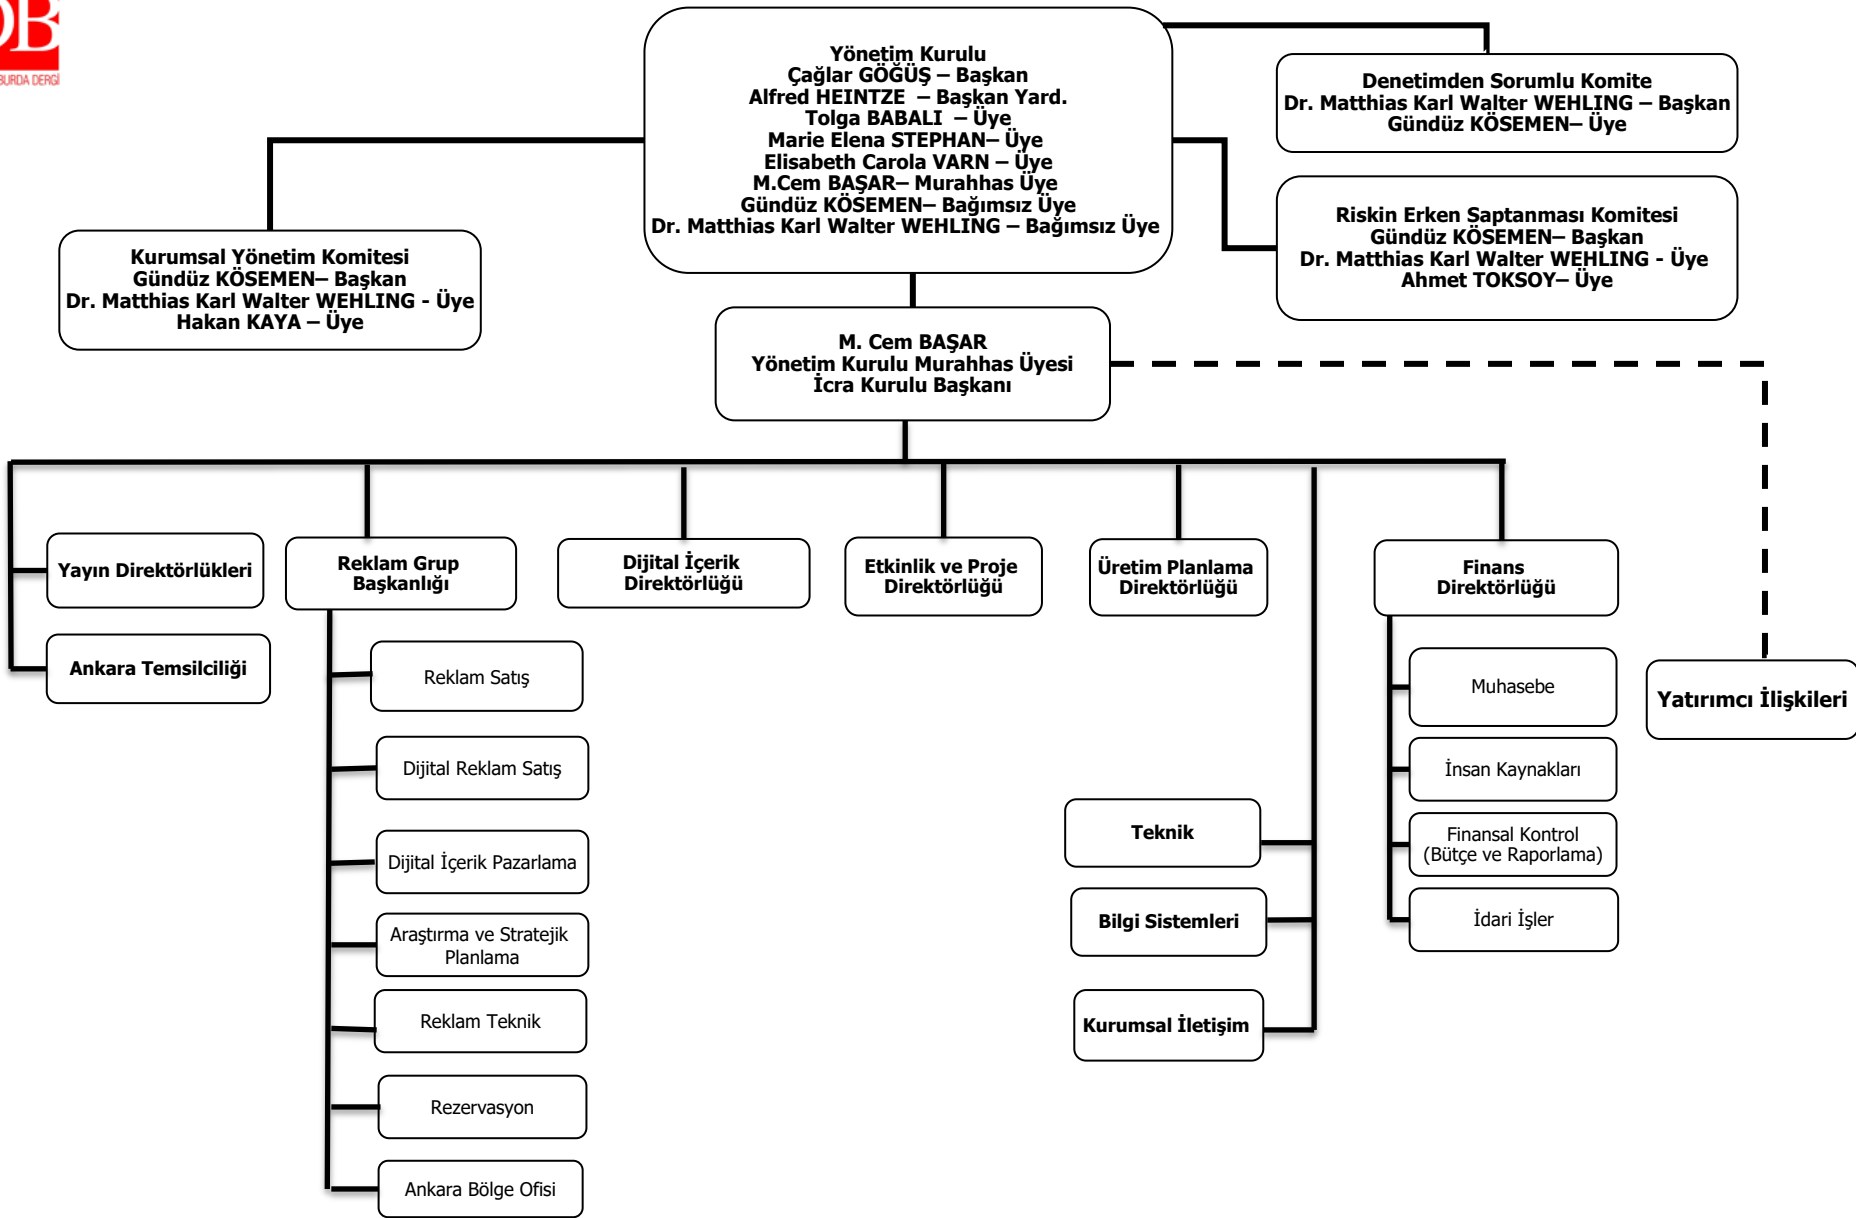 DB
BURDA DERGİ
Yönetim Kurulu
Çağlar GÖĞÜŞ – Başkan
Alfred HEINTZE – Başkan Yard.
Tolga BABALI – Üye
Marie Elena STEPHAN– Üye
Elisabeth Carola VARN – Üye
M.Cem BAŞAR– Murahhas Üye
Gündüz KÖSEMEN– Bağımsız Üye
Dr. Matthias Karl Walter WEHLING – Bağımsız Üye
Denetimden Sorumlu Komite
Dr. Matthias Karl Walter WEHLING – Başkan
Gündüz KÖSEMEN– Üye
Riskin Erken Saptanması Komitesi
Gündüz KÖSEMEN– Başkan
Dr. Matthias Karl Walter WEHLING - Üye
Ahmet TOKSOY– Üye
Kurumsal Yönetim Komitesi
Gündüz KÖSEMEN– Başkan
Dr. Matthias Karl Walter WEHLING - Üye
Hakan KAYA – Üye
M. Cem BAŞAR
Yönetim Kurulu Murahhas Üyesi
İcra Kurulu Başkanı
Yayın Direktörlükleri
Ankara Temsilciliği
Reklam Grup
Başkanlığı
Reklam Satış
Dijital Reklam Satış
Dijital İçerik Pazarlama
Araştırma ve Stratejik
Planlama
Reklam Teknik
Rezervasyon
Ankara Bölge Ofisi
Dijital İçerik
Direktörlüğü
Etkinlik ve Proje
Direktörlüğü
Üretim Planlama
Direktörlüğü
Teknik
Bilgi Sistemleri
Kurumsal İletişim
Finans
Direktörlüğü
Muhasebe
İnsan Kaynakları
Finansal Kontrol
(Bütçe ve Raporlama)
İdari İşler
Yatırımcı İlişkileri